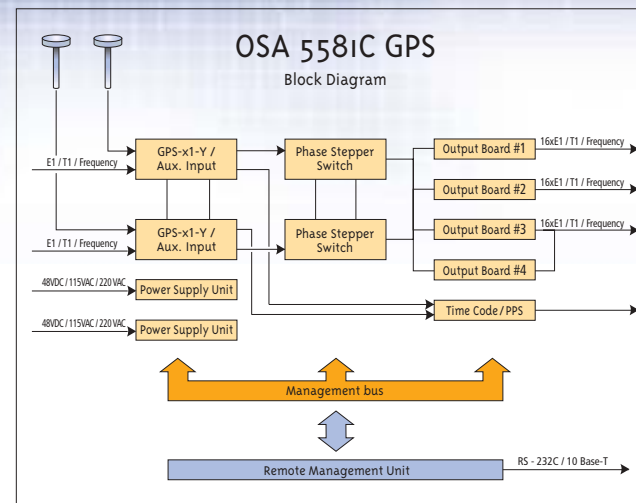 OSA 5581C GPS
Block Diagram
E1 / T1 / Frequency
GPS-x1-Y /
Aux. Input
Phase Stepper
Switch
Output Board #1
16xE1 / T1 / Frequency
Output Board #2
16xE1 / T1 / Frequency
E1 / T1 / Frequency
GPS-x1-Y /
Aux. Input
Phase Stepper
Switch
Output Board #3
16xE1 / T1 / Frequency
Output Board #4
48VDC / 115VAC / 220 VAC
Power Supply Unit
Time Code / PPS
48VDC / 115VAC / 220 VAC
Power Supply Unit
Management bus
Remote Management Unit
RS - 232C / 10 Base-T